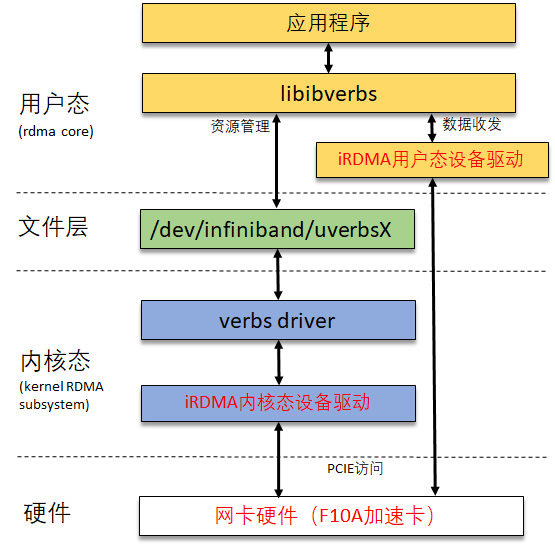 应用程序
libibverbs
用户态
(rdma core)
资源管理
数据收发
iRDMA用户态设备驱动
文件层
/dev/infiniband/uverbsX
verbs driver
内核态
(kernel RDMA
subsystem)
iRDMA内核态设备驱动
PCIE访问
硬件
网卡硬件（F10A加速卡）